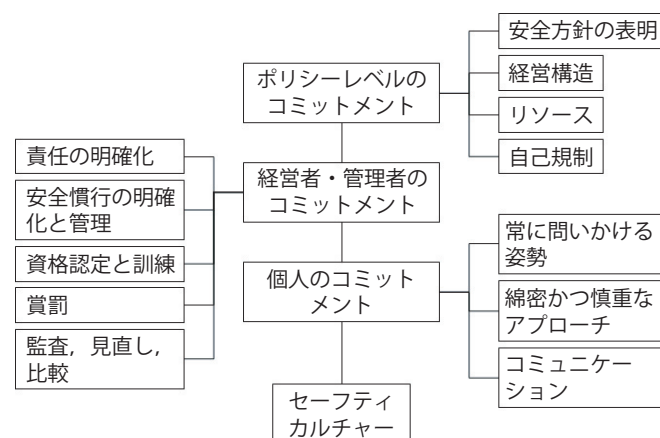 安全方針の表明
ポリシーレベルの
コミットメント
経営構造
リソース
自己規制
責任の明確化
安全慣行の明確
化と管理
資格認定と訓練
賞罰
監査，見直し，
比較
経営者・管理者の
コミットメント
個人のコミット
メント
常に問いかける
姿勢
綿密かつ慎重な
アプローチ
コミュニケー
ション
セーフティ
カルチャー